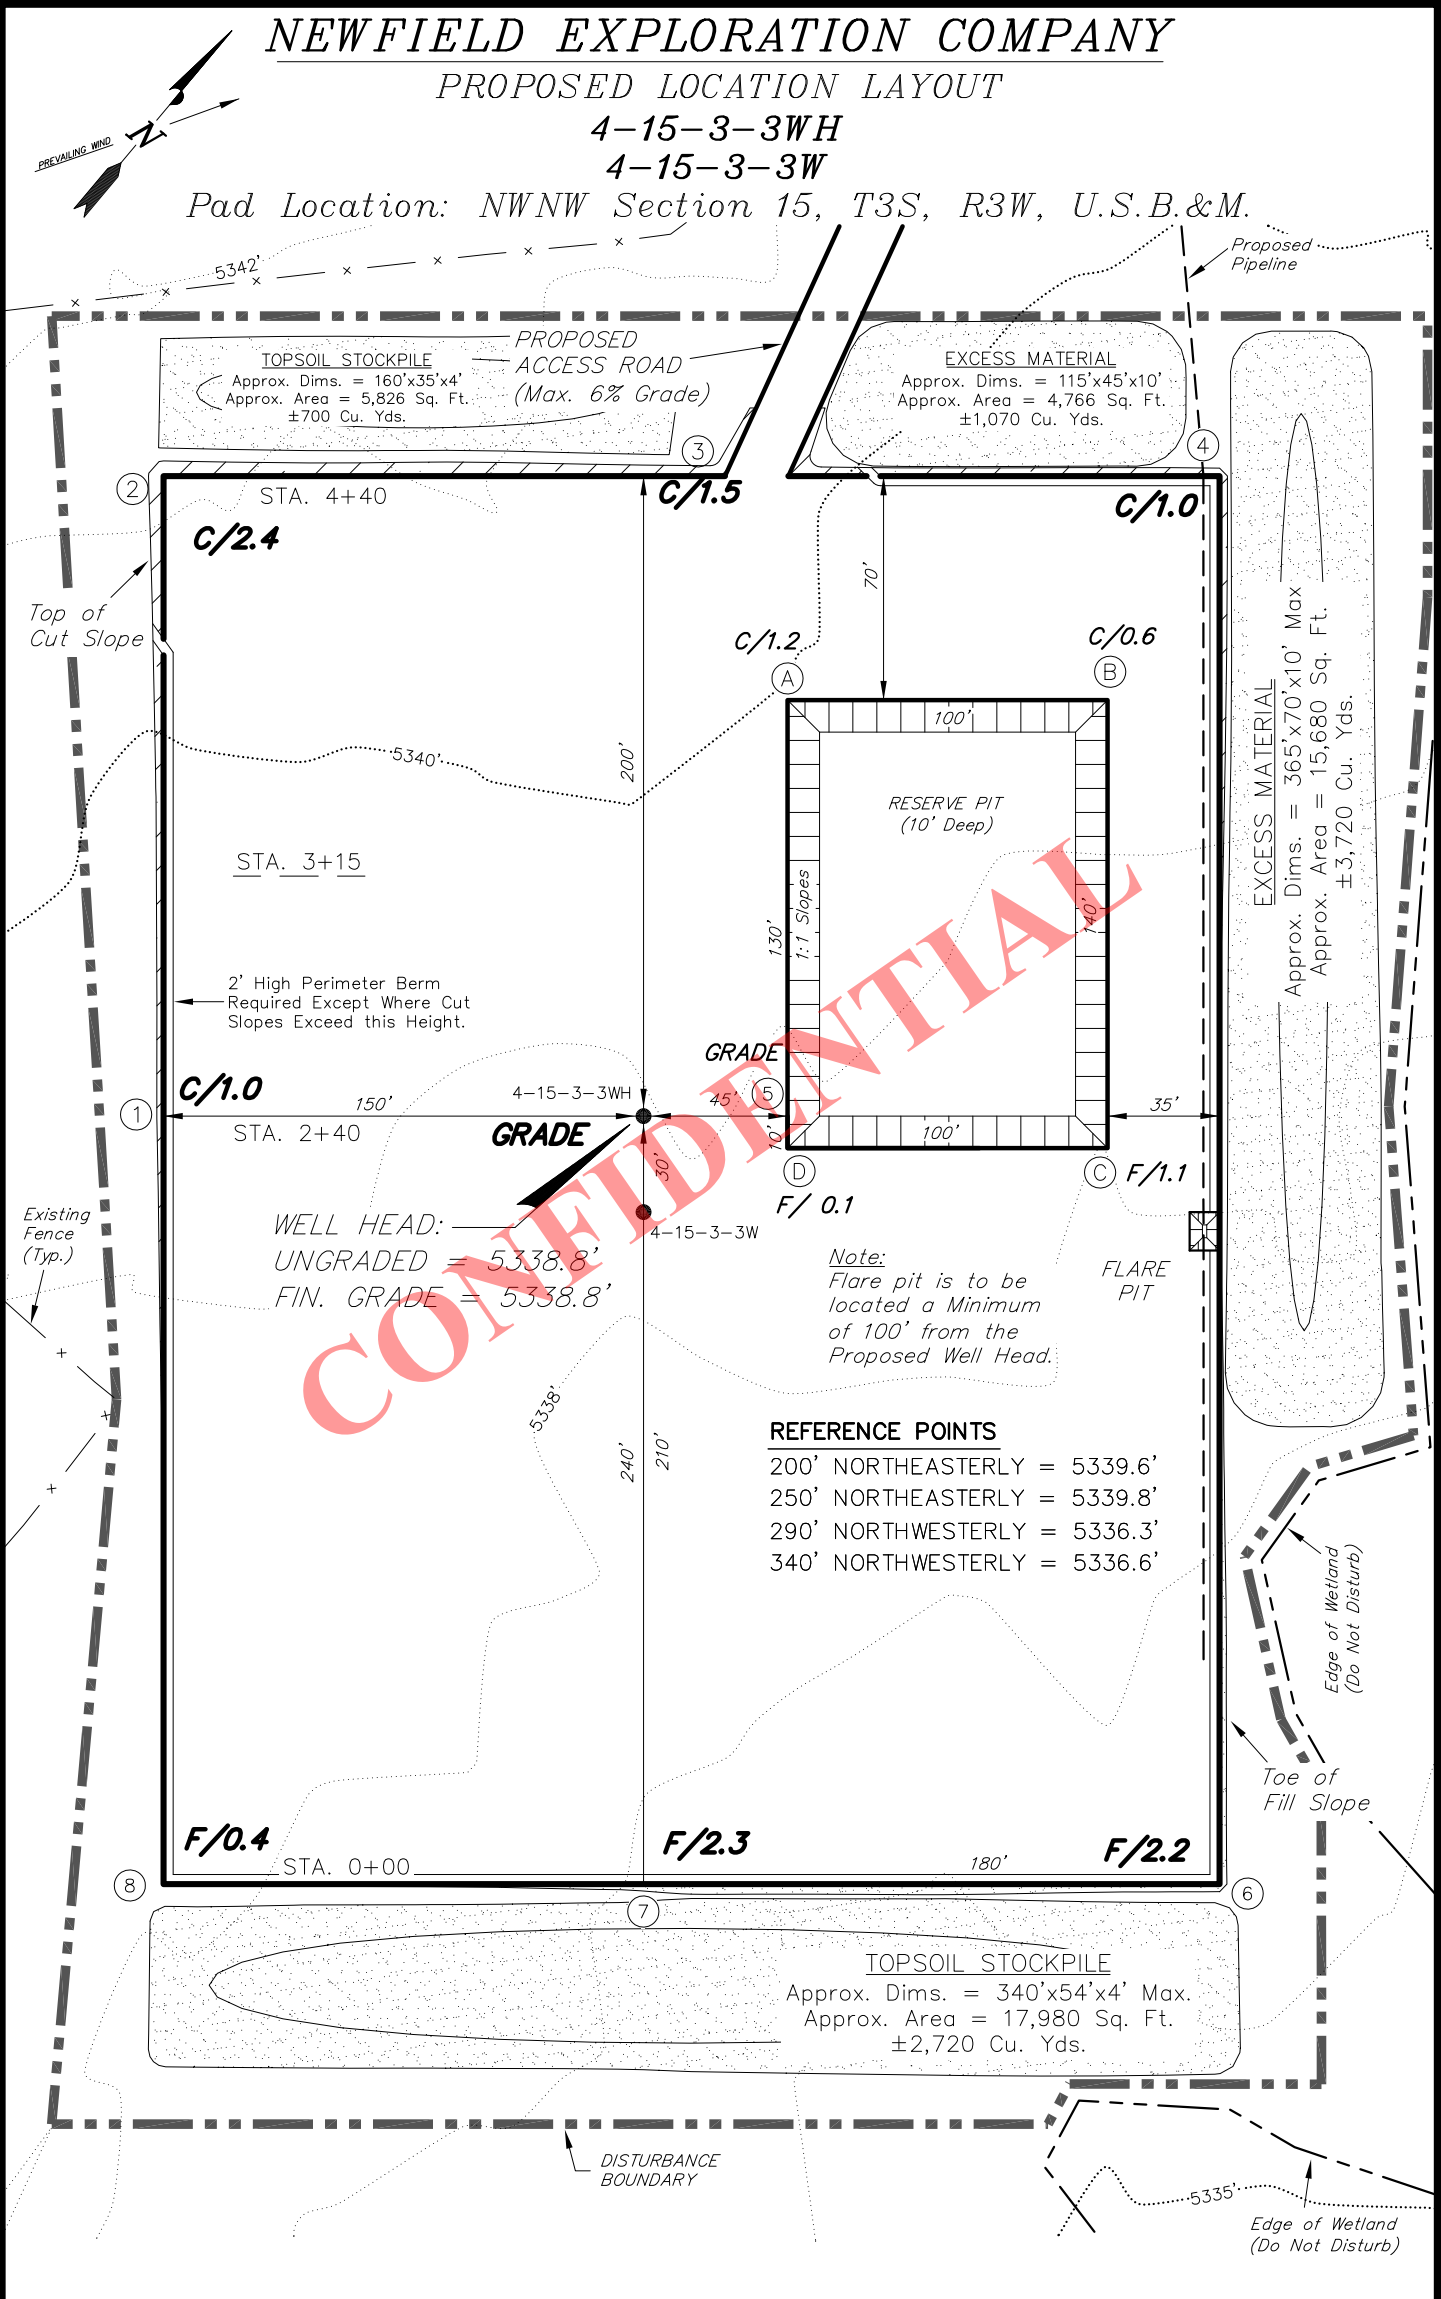 NEWFIELD EXPLORATION COMPANY
PROPOSED LOCATION LAYOUT
4-15-3-3WH
4-15-3-3W
Pad Location: NWNW Section 15, T3S, R3W, U.S.B.&M.
PREVAILING WIND
N
Proposed
Pipeline
5342'
TOPSOIL STOCKPILE
Approx. Dims. = 160'x35'x4'
Approx. Area = 5,826 Sq. Ft.
±700 Cu. Yds.
PROPOSED
ACCESS ROAD
(Max. 6% Grade)
EXCESS MATERIAL
Approx. Dims. = 115'x45'x10'
Approx. Area = 4,766 Sq. Ft.
±1,070 Cu. Yds.
2
3
4
STA. 4+40
C/2.4
C/1.5
C/1.0
Top of
Cut Slope
70'
C/1.2
C/0.6
A
B
100'
200'
5340'
RESERVE PIT
(10' Deep)
STA. 3+15
1:1 Slopes
130'
140'
EXCESS MATERIAL
Approx. Dims. = 365'x70'x10' Max
Approx. Area = 15,680 Sq. Ft.
±3,720 Cu. Yds.
2' High Perimeter Berm
Required Except Where Cut
Slopes Exceed this Height.
CONFIDENTIAL
GRADE
C/1.0
1
150'
4-15-3-3WH
45'
5
35'
STA. 2+40
GRADE
10'
100'
30'
D
C
F/1.1
F/ 0.1
Existing
Fence
(Typ.)
WELL HEAD:
UNGRADED = 5338.8'
FIN. GRADE = 5338.8'
4-15-3-3W
Note:
Flare pit is to be
located a Minimum
of 100' from the
Proposed Well Head.
FLARE
PIT
5338'
240'
210'
REFERENCE POINTS
200' NORTHEASTERLY = 5339.6'
250' NORTHEASTERLY = 5339.8'
290' NORTHWESTERLY = 5336.3'
340' NORTHWESTERLY = 5336.6'
Edge of Wetland
(Do Not Disturb)
Toe of
Fill Slope
F/0.4
F/2.3
F/2.2
STA. 0+00
180'
8
7
6
TOPSOIL STOCKPILE
Approx. Dims. = 340'x54'x4' Max.
Approx. Area = 17,980 Sq. Ft.
±2,720 Cu. Yds.
DISTURBANCE
BOUNDARY
5335'
Edge of Wetland
(Do Not Disturb)